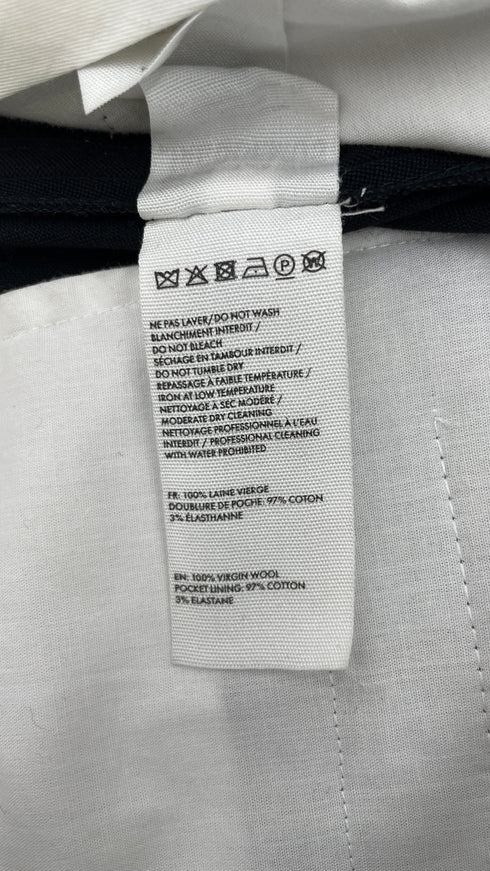 P W
NE PAS LAVER/DO NOT WASH
BLANCHIMENT INTERDIT /
DO NOT BLEACH
SÉCHAGE EN TAMBOUR INTERDIT /
DO NOT TUMBLE DRY
REPASSAGE À FAIBLE TEMPÉRATURE /
IRON AT LOW TEMPERATURE
NETTOYAGE À SEC MODÉRÉ /
MODERATE DRY CLEANING
NETTOYAGE PROFESSIONNEL À L'EAU
INTERDIT / PROFESSIONAL CLEANING
WITH WATER PROHIBITED
FR: 100% LAINE VIERGE
DOUBLURE DE POCHE: 97% COTON
3% ÉLASTHANNE
EN: 100% VIRGIN WOOL
POCKET LINING: 97% COTTON
3% ELASTANE